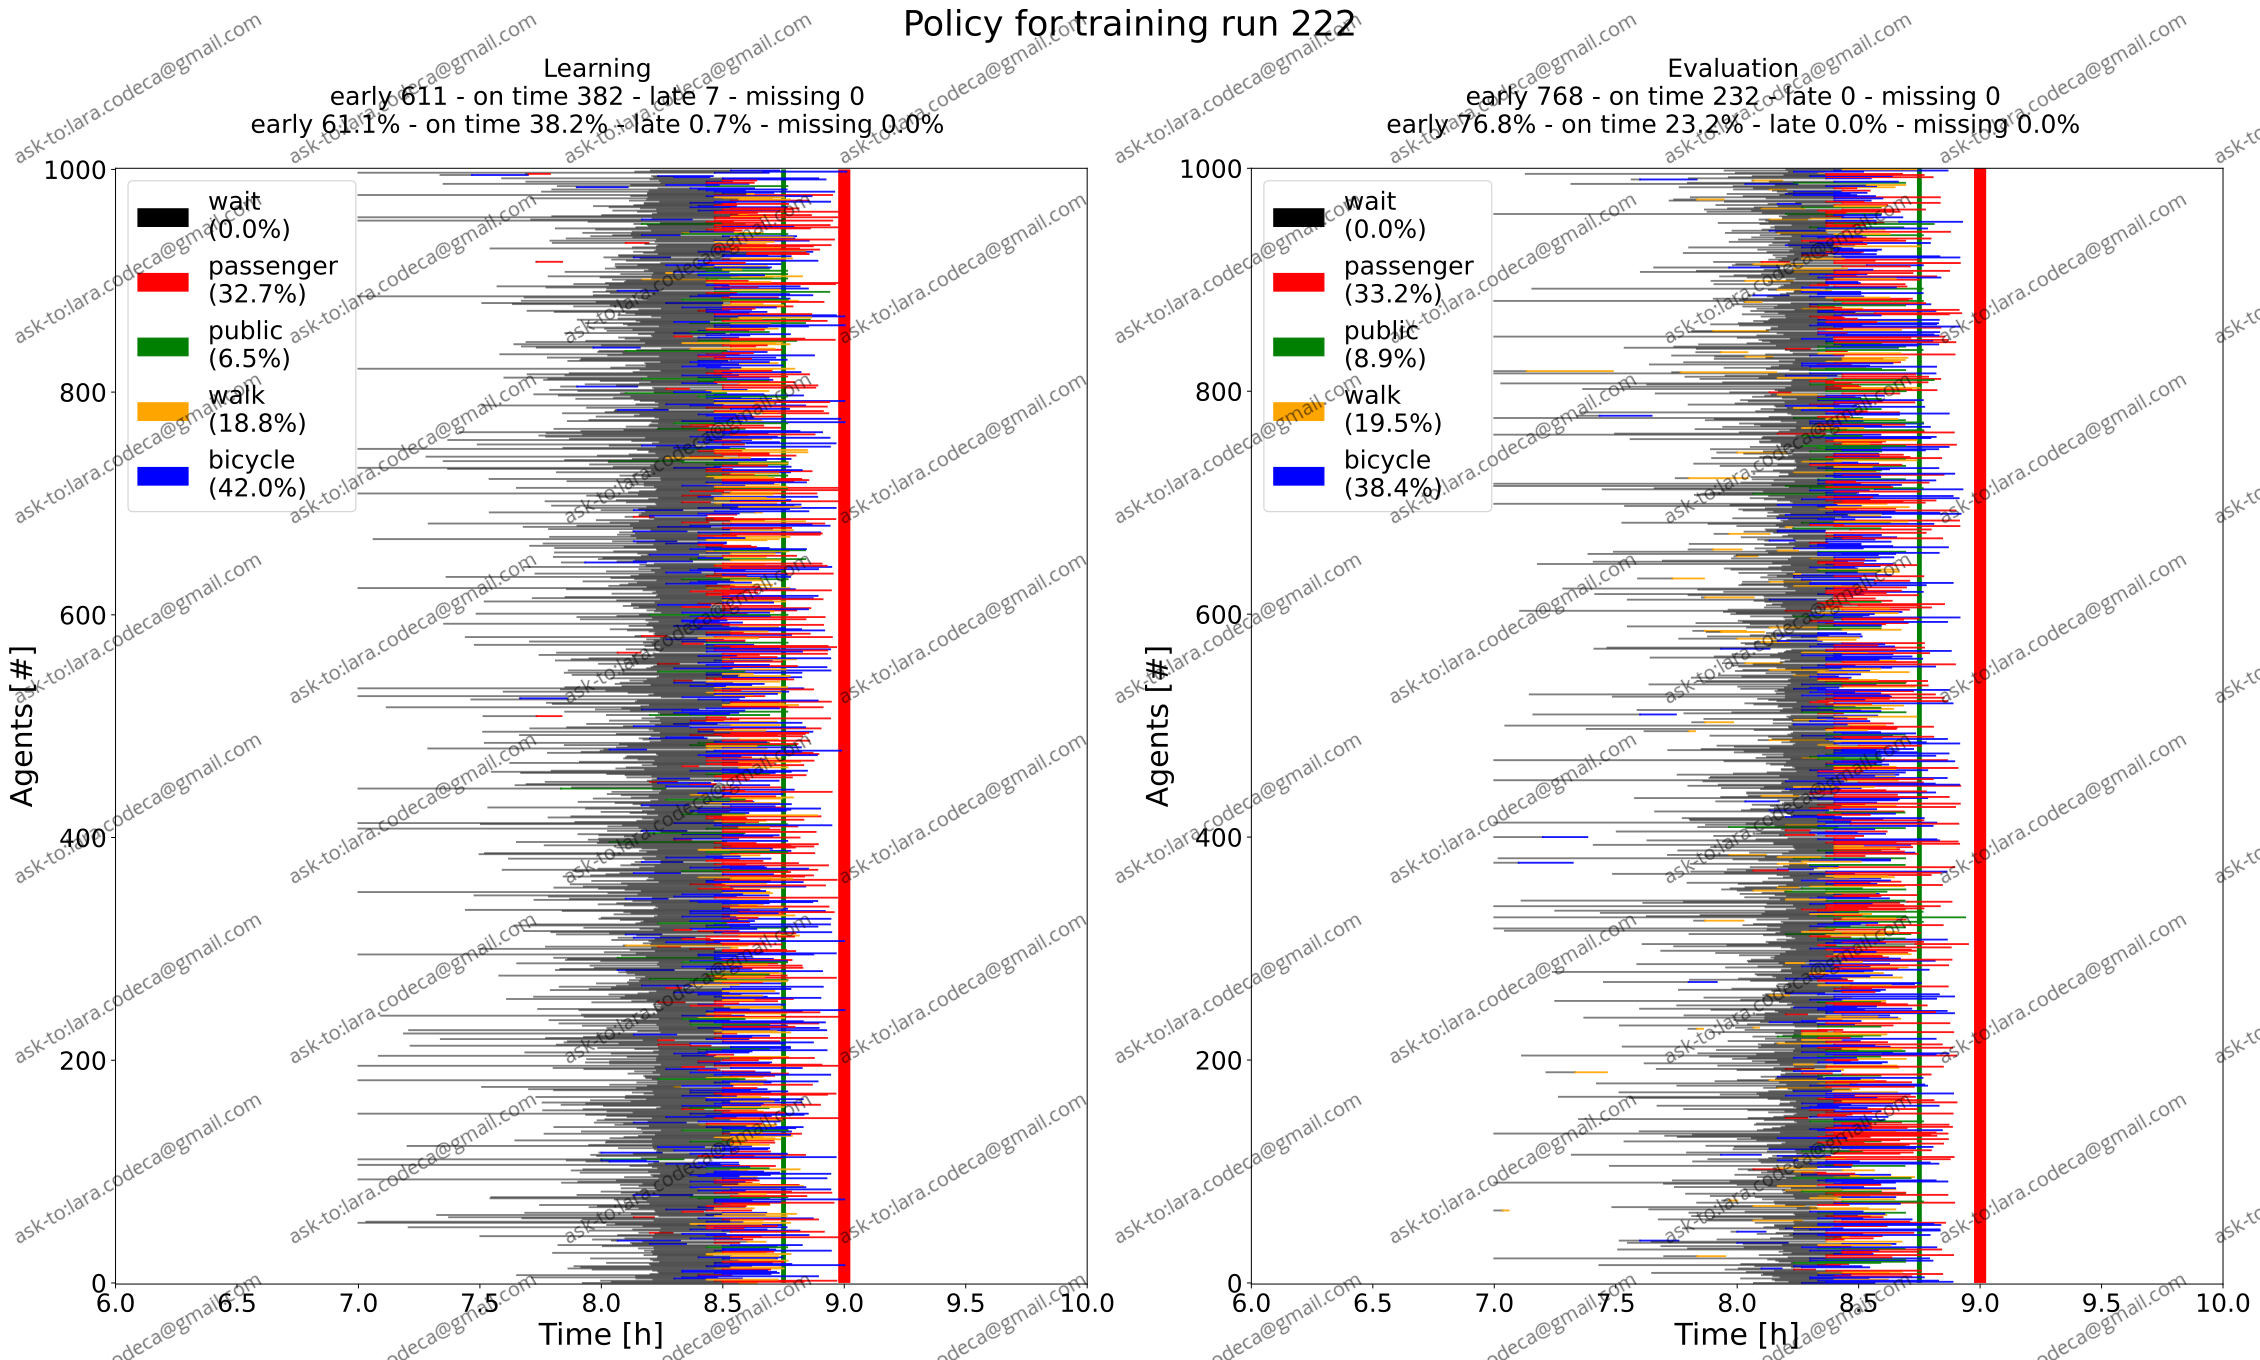 Policy for training run 222
Learning
early 611 - on time 382 - late 7 - missing 0
early 61.1% - on time 38.2% - late 0.7% - missing 0.0%
1000
800
600
400
200
0
Agents [#]
wait
(0.0%)
passenger
(32.7%)
public
(6.5%)
walk
(18.8%)
bicycle
(42.0%)
6.0 6.5 7.0 7.5 8.0 8.5 9.0 9.5 10.0
Time [h]
Evaluation
early 768 - on time 232 - late 0 - missing 0
early 76.8% - on time 23.2% - late 0.0% - missing 0.0%
1000
800
600
400
200
0
Agents [#]
wait
(0.0%)
passenger
(33.2%)
public
(8.9%)
walk
(19.5%)
bicycle
(38.4%)
6.0 6.5 7.0 7.5 8.0 8.5 9.0 9.5 10.0
Time [h]
ask-to:lara.codeca@gmail.com